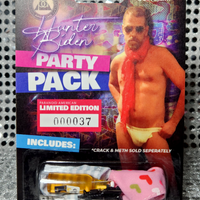 Hunter
Biden
PARTY
PACK
LIMITED EDITION
000037
INCLUDES:
*CRACK & METH SOLD SEPERATELY*